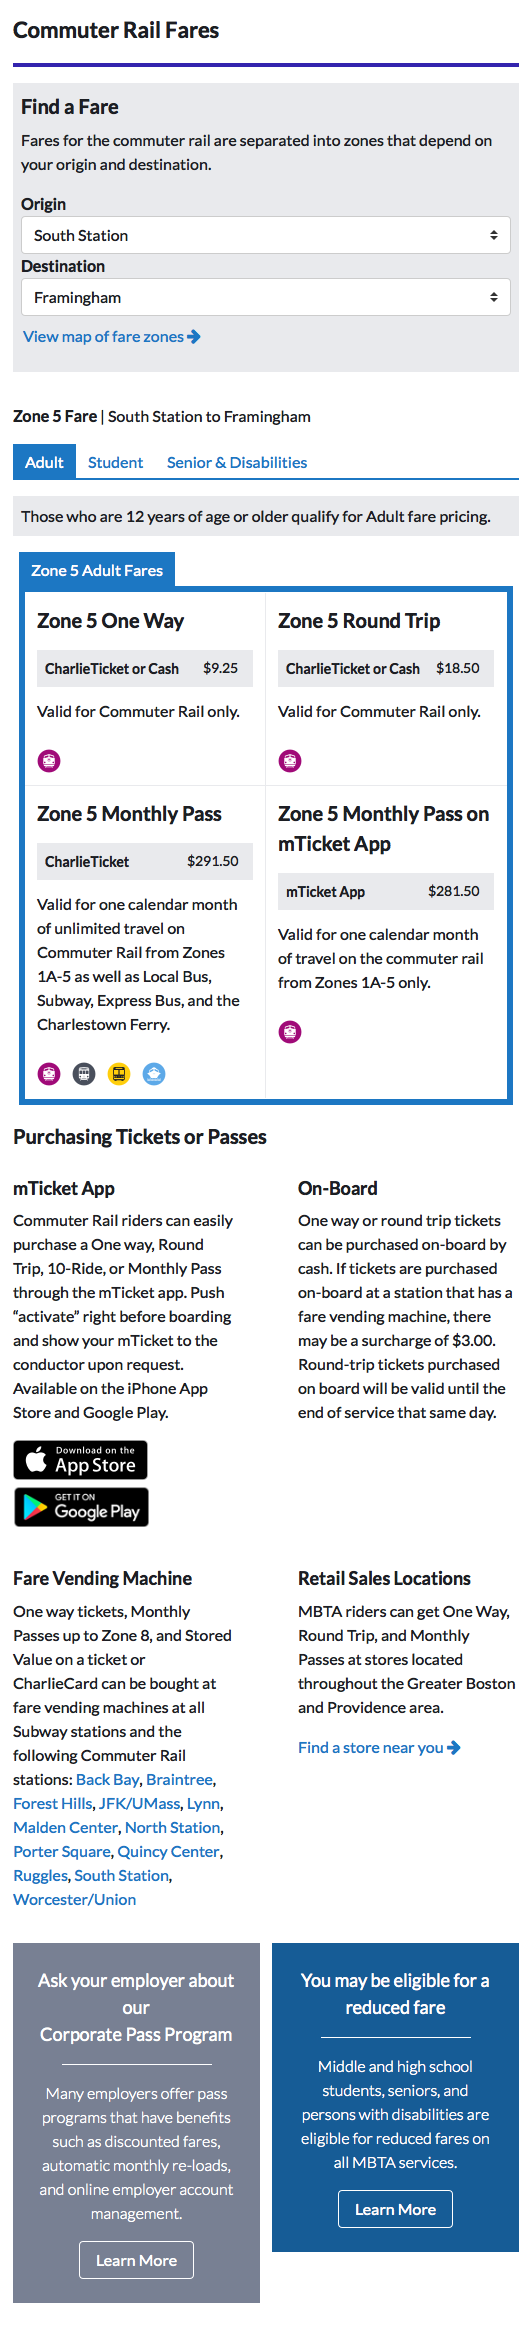 Commuter Rail Fares
Find a Fare
Fares for the commuter rail are separated into zones that depend on
your origin and destination.
Origin
South Station
Destination
Framingham
View map of fare zones
Zone 5 Fare | South Station to Framingham
Adult
Student
Senior & Disabilities
Those who are 12 years of age or older qualify for Adult fare pricing.
Zone 5 Adult Fares
Zone 5 One Way
CharlieTicket or Cash $9.25
Valid for Commuter Rail only.
Zone 5 Round Trip
CharlieTicket or Cash $18.50
Valid for Commuter Rail only.
Zone 5 Monthly Pass
CharlieTicket $291.50
Valid for one calendar month
of unlimited travel on
Commuter Rail from Zones
1A-5 as well as Local Bus,
Subway, Express Bus, and the
Charlestown Ferry.
Zone 5 Monthly Pass on
mTicket App
mTicket App $281.50
Valid for one calendar month
of travel on the commuter rail
from Zones 1A-5 only.
Purchasing Tickets or Passes
mTicket App
Commuter Rail riders can easily
purchase a One way, Round
Trip, 10-Ride, or Monthly Pass
through the mTicket app. Push
“activate” right before boarding
and show your mTicket to the
conductor upon request.
Available on the iPhone App
Store and Google Play.
Download on the
App Store
GET IT ON
Google Play
On-Board
One way or round trip tickets
can be purchased on-board by
cash. If tickets are purchased
on-board at a station that has a
fare vending machine, there
may be a surcharge of $3.00.
Round-trip tickets purchased
on board will be valid until the
end of service that same day.
Fare Vending Machine
One way tickets, Monthly
Passes up to Zone 8, and Stored
Value on a ticket or
CharlieCard can be bought at
fare vending machines at all
Subway stations and the
following Commuter Rail
stations: Back Bay, Braintree,
Forest Hills, JFK/UMass, Lynn,
Malden Center, North Station,
Porter Square, Quincy Center,
Ruggles, South Station,
Worcester/Union
Retail Sales Locations
MBTA riders can get One Way,
Round Trip, and Monthly
Passes at stores located
throughout the Greater Boston
and Providence area.
Find a store near you
Ask your employer about
our
Corporate Pass Program
Many employers offer pass
programs that have benefits
such as discounted fares,
automatic monthly re-loads,
and online employer account
management.
Learn More
You may be eligible for a
reduced fare
Middle and high school
students, seniors, and
persons with disabilities are
eligible for reduced fares on
all MBTA services.
Learn More